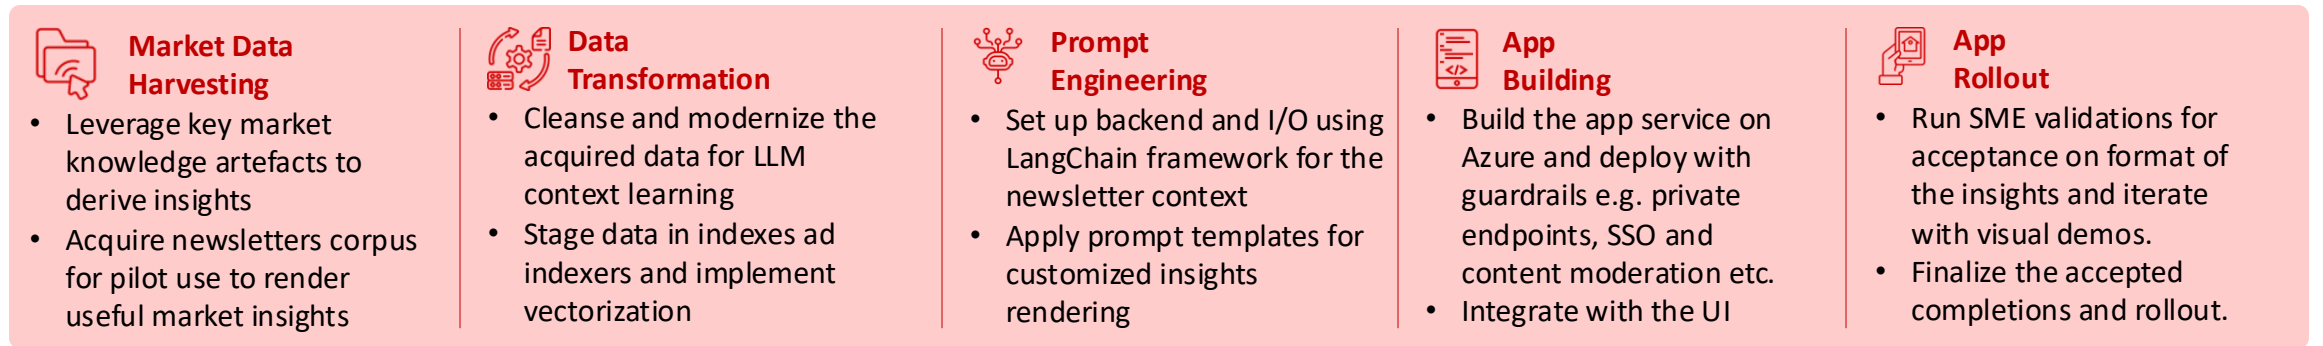 Market Data
Harvesting
• Leverage key market
knowledge artefacts to
derive insights
• Acquire newsletters corpus
for pilot use to render
useful market insights
Data
Transformation
• Cleanse and modernize the
acquired data for LLM
context learning
• Stage data in indexes ad
indexers and implement
vectorization
Prompt
Engineering
• Set up backend and I/O using
LangChain framework for the
newsletter context
• Apply prompt templates for
customized insights
rendering
App
Building
• Build the app service on
Azure and deploy with
guardrails e.g. private
endpoints, SSO and
content moderation etc.
• Integrate with the UI
App
Rollout
• Run SME validations for
acceptance on format of
the insights and iterate
with visual demos.
• Finalize the accepted
completions and rollout.